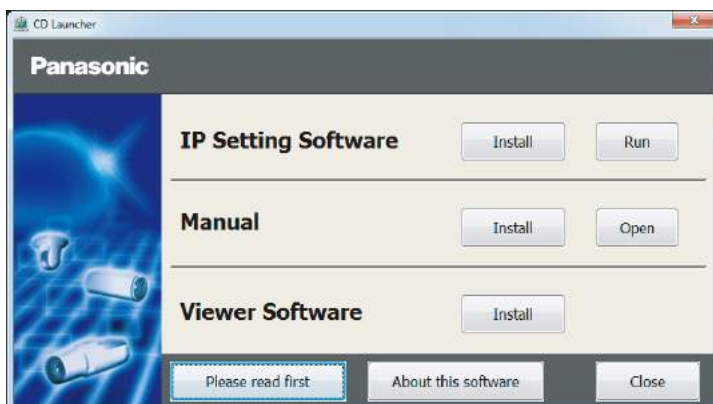 CD Launcher
Panasonic
IP Setting Software Install Run
Manual Install Open
Viewer Software Install
Please read first About this software Close